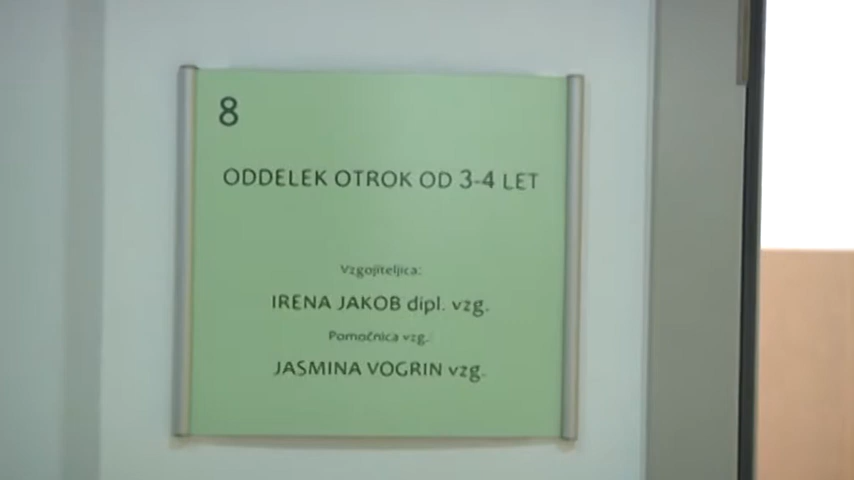 8
ODDELEK OTROK OD 3-4 LET
Vzgojiteljica:
IRENA JAKOB dipl. vzg.
Pomočnica vzg.:
JASMINA VOGRIN vzg.